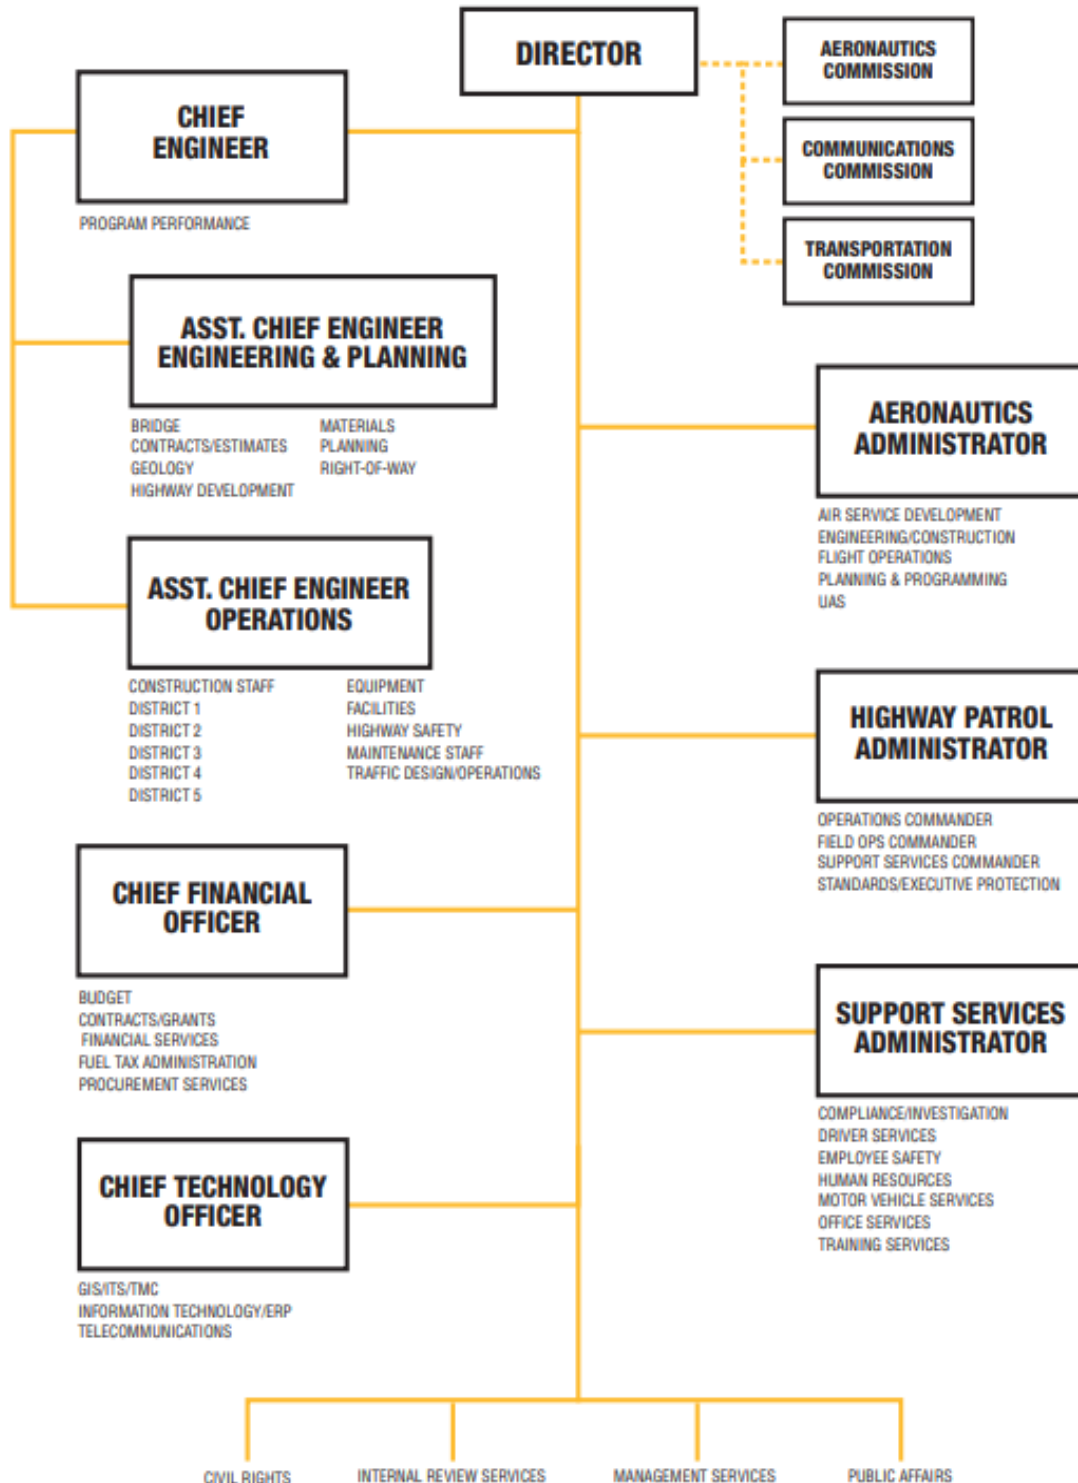 DIRECTOR
AERONAUTICS
COMMISSION
COMMUNICATIONS
COMMISSION
TRANSPORTATION
COMMISSION
CHIEF
ENGINEER
PROGRAM PERFORMANCE
ASST. CHIEF ENGINEER
ENGINEERING & PLANNING
BRIDGE
CONTRACTS/ESTIMATES
GEOLOGY
HIGHWAY DEVELOPMENT
MATERIALS
PLANNING
RIGHT-OF-WAY
ASST. CHIEF ENGINEER
OPERATIONS
CONSTRUCTION STAFF
DISTRICT 1
DISTRICT 2
DISTRICT 3
DISTRICT 4
DISTRICT 5
EQUIPMENT
FACILITIES
HIGHWAY SAFETY
MAINTENANCE STAFF
TRAFFIC DESIGN/OPERATIONS
CHIEF FINANCIAL
OFFICER
BUDGET
CONTRACTS/GRANTS
FINANCIAL SERVICES
FUEL TAX ADMINISTRATION
PROCUREMENT SERVICES
CHIEF TECHNOLOGY
OFFICER
GIS/ITS/TMC
INFORMATION TECHNOLOGY/ERP
TELECOMMUNICATIONS
AERONAUTICS
ADMINISTRATOR
AIR SERVICE DEVELOPMENT
ENGINEERING/CONSTRUCTION
FLIGHT OPERATIONS
PLANNING & PROGRAMMING
UAS
HIGHWAY PATROL
ADMINISTRATOR
OPERATIONS COMMANDER
FIELD OPS COMMANDER
SUPPORT SERVICES COMMANDER
STANDARDS/EXECUTIVE PROTECTION
SUPPORT SERVICES
ADMINISTRATOR
COMPLIANCE/INVESTIGATION
DRIVER SERVICES
EMPLOYEE SAFETY
HUMAN RESOURCES
MOTOR VEHICLE SERVICES
OFFICE SERVICES
TRAINING SERVICES
CIVIL RIGHTS
INTERNAL REVIEW SERVICES
MANAGEMENT SERVICES
PUBLIC AFFAIRS